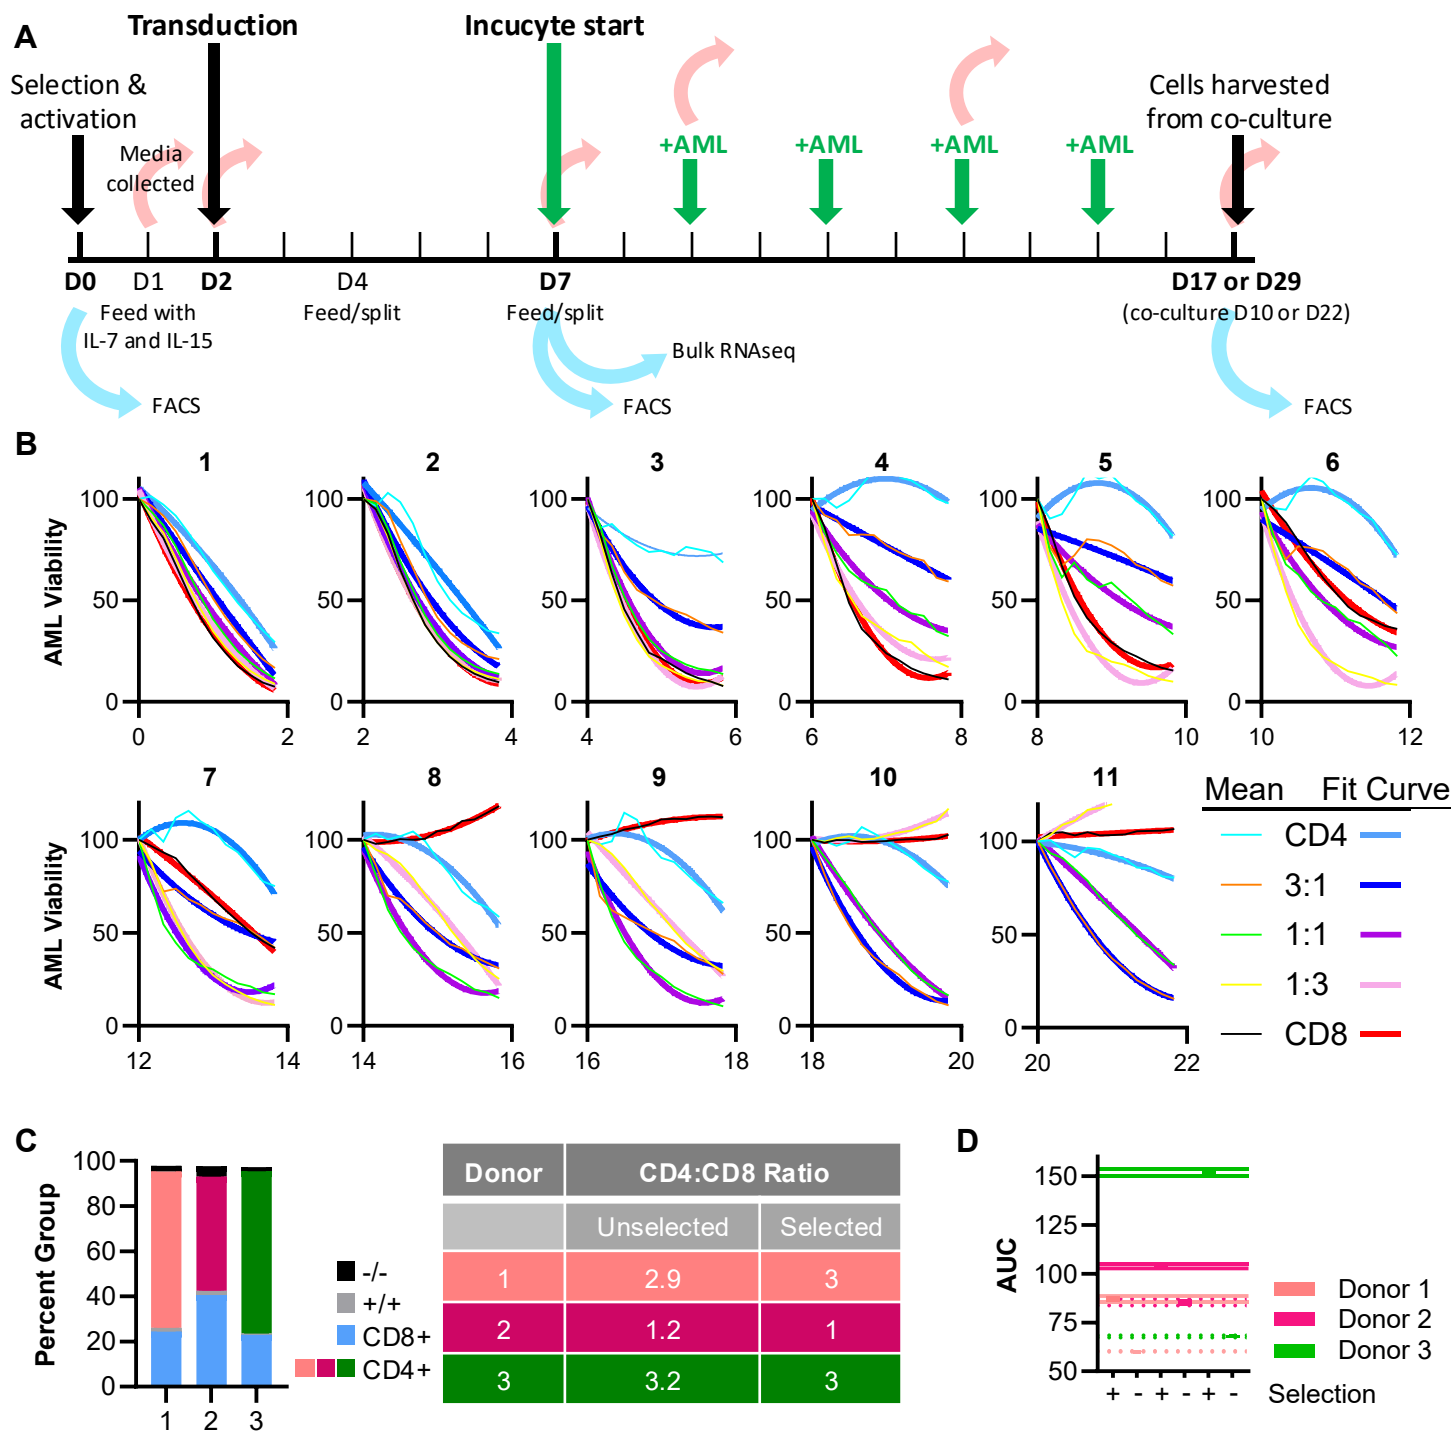 A
Transduction
Incucyte start
Selection &
activation
Media
collected
+AML
+AML
+AML
+AML
Cells harvested
from co-culture
D0
D1
D2
D4
D7
D17 or D29
Feed with
IL-7 and IL-15
Feed/split
Feed/split
(co-culture D10 or D22)
Bulk RNAseq
FACS
FACS
FACS
B
1
2
3
4
5
6
AML Viability
100
50
0
0
2
100
50
0
2
4
100
50
0
4
6
100
50
0
6
8
100
50
0
8
10
100
50
0
10
12
7
8
9
10
11
AML Viability
100
50
0
12
14
100
50
0
14
16
100
50
0
16
18
100
50
0
18
20
100
50
0
20
22
Mean Fit Curve
CD4
3:1
1:1
1:3
CD8
C
Percent Group
100
80
60
40
20
0
1
2
3
-/-
+/+
CD8+
CD4+
Donor CD4:CD8 Ratio
Unselected Selected
1 2.9 3
2 1.2 1
3 3.2 3
D
AUC
150
125
100
75
50
+ - + - + - Selection
Donor 1
Donor 2
Donor 3